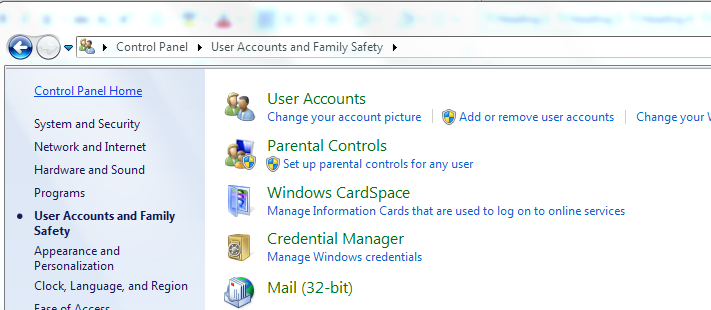 Control Panel User Accounts and Family Safety
Control Panel Home
System and Security
Network and Internet
Hardware and Sound
Programs
User Accounts and Family
Safety
Appearance and
Personalization
Clock, Language, and Region
Ease of Access
User Accounts
Change your account picture Add or remove user accounts Change your W
Parental Controls
Set up parental controls for any user
Windows CardSpace
Manage Information Cards that are used to log on to online services
Credential Manager
Manage Windows credentials
Mail (32-bit)